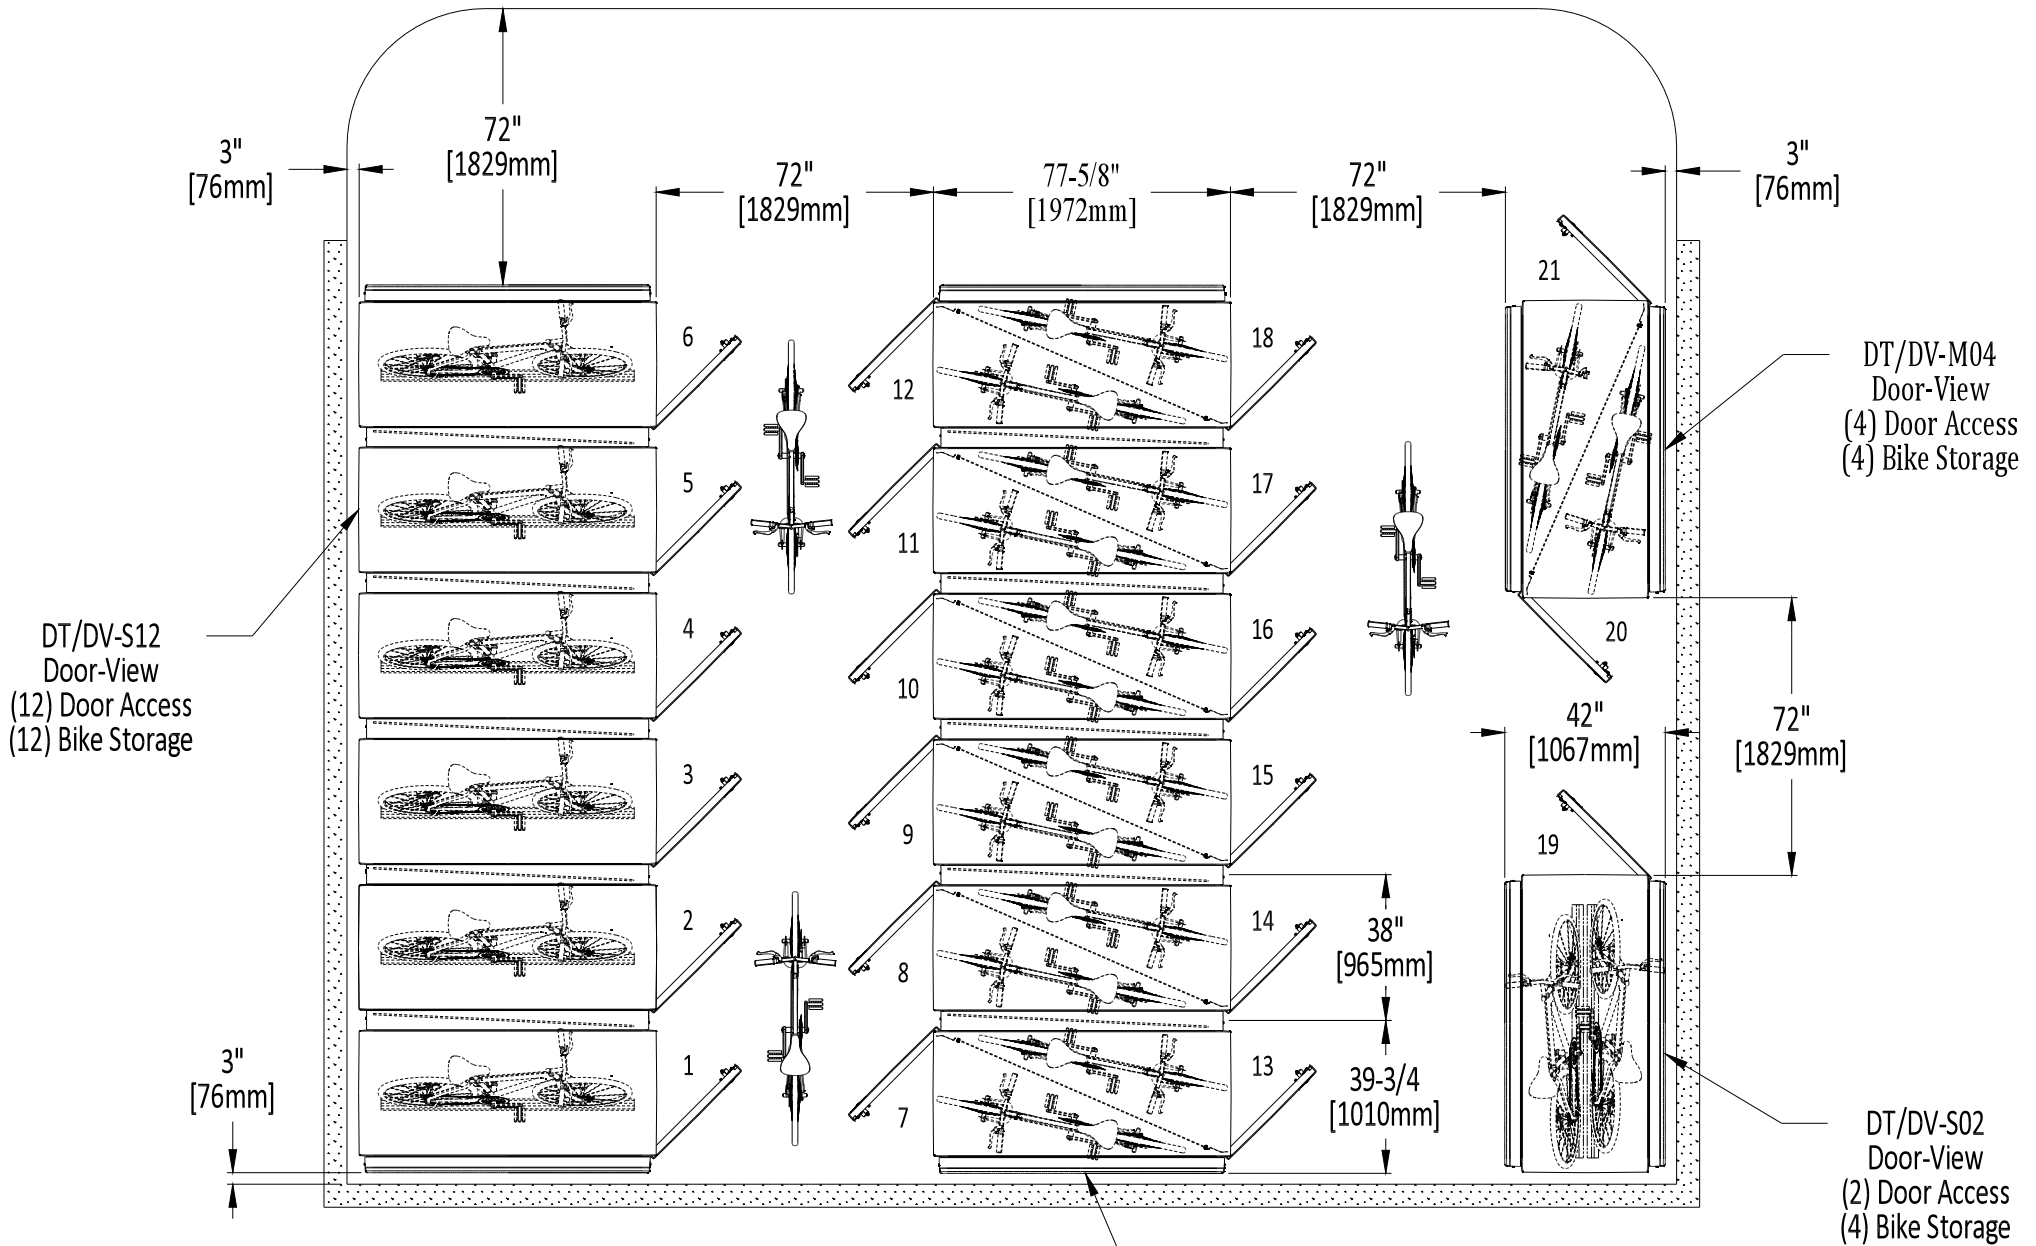 72"
[1829mm]
3"
[76mm]
72"
[1829mm]
77-5/8"
[1972mm]
72"
[1829mm]
3"
[76mm]
21
6
12
18
DT/DV-M04
Door-View
(4) Door Access
(4) Bike Storage
5
11
17
DT/DV-S12
Door-View
(12) Door Access
(12) Bike Storage
4
10
16
20
42"
[1067mm]
72"
[1829mm]
3
9
15
19
2
8
14
38"
[965mm]
3"
[76mm]
1
7
13
39-3/4
[1010mm]
DT/DV-S02
Door-View
(2) Door Access
(4) Bike Storage